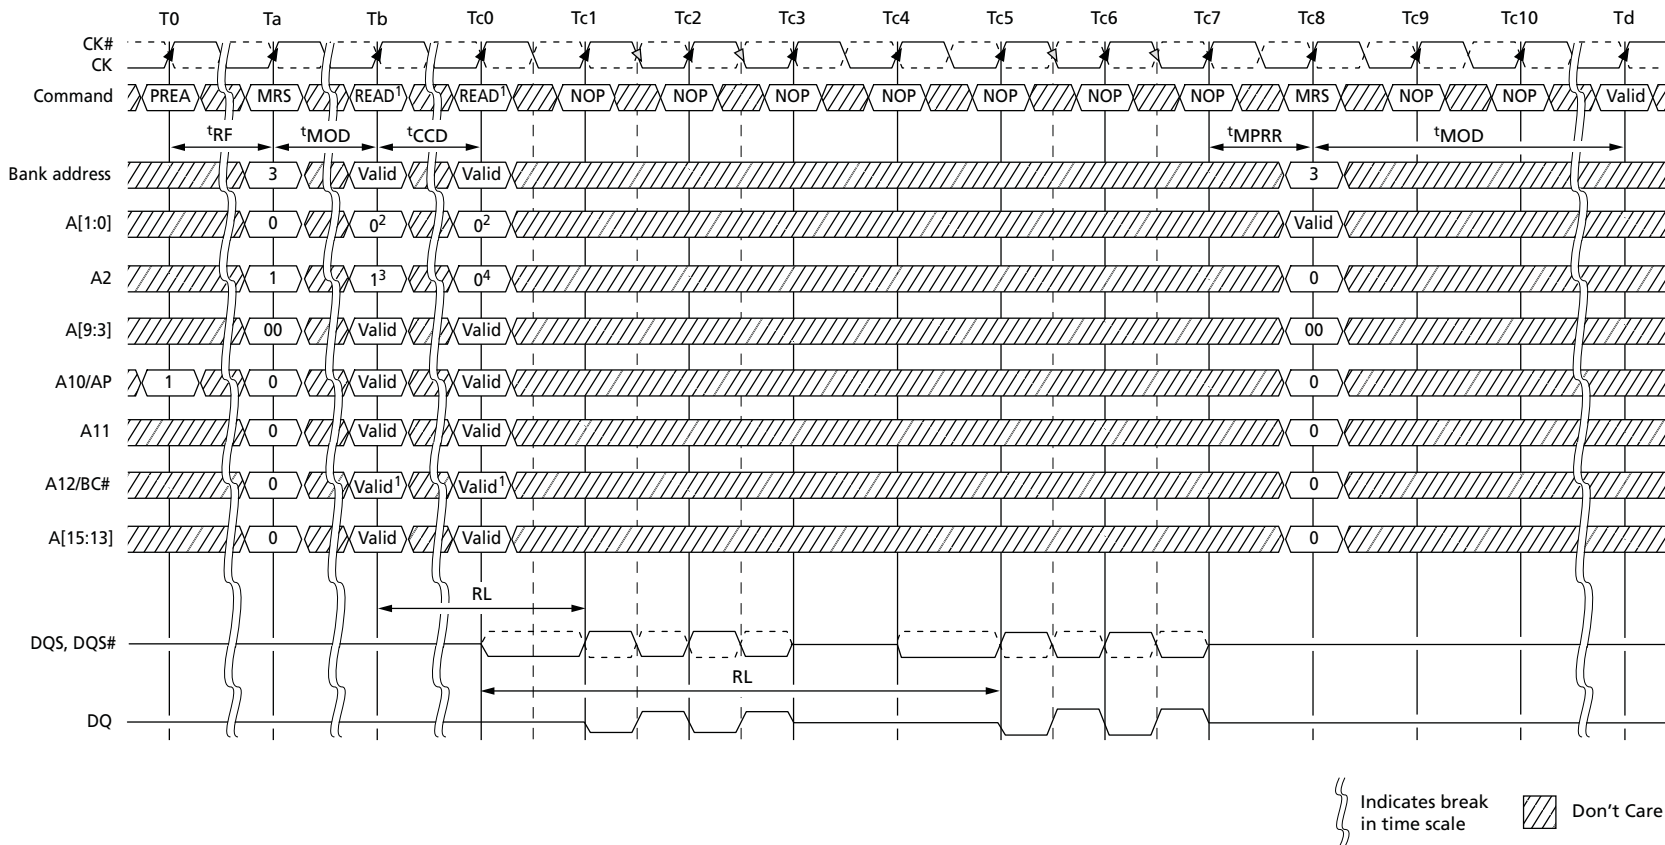 T0 Ta Tb Tc0 Tc1 Tc2 Tc3 Tc4 Tc5 Tc6 Tc7 Tc8 Tc9 Tc10 Td
CK#
CK
Command PREA MRS READ1 READ1 NOP NOP NOP NOP NOP NOP NOP MRS NOP NOP Valid
tRF tMOD tCCD tMPRR tMOD
Bank address 3 Valid Valid 3
A[1:0] 0 02 02 Valid
A2 1 13 04 0
A[9:3] 00 Valid Valid 00
A10/AP 1 0 Valid Valid 0
A11 0 Valid Valid 0
A12/BC# 0 Valid1 Valid1 0
A[15:13] 0 Valid Valid 0
RL
DQS, DQS#
RL
DQ
Indicates break
in time scale
Don't Care